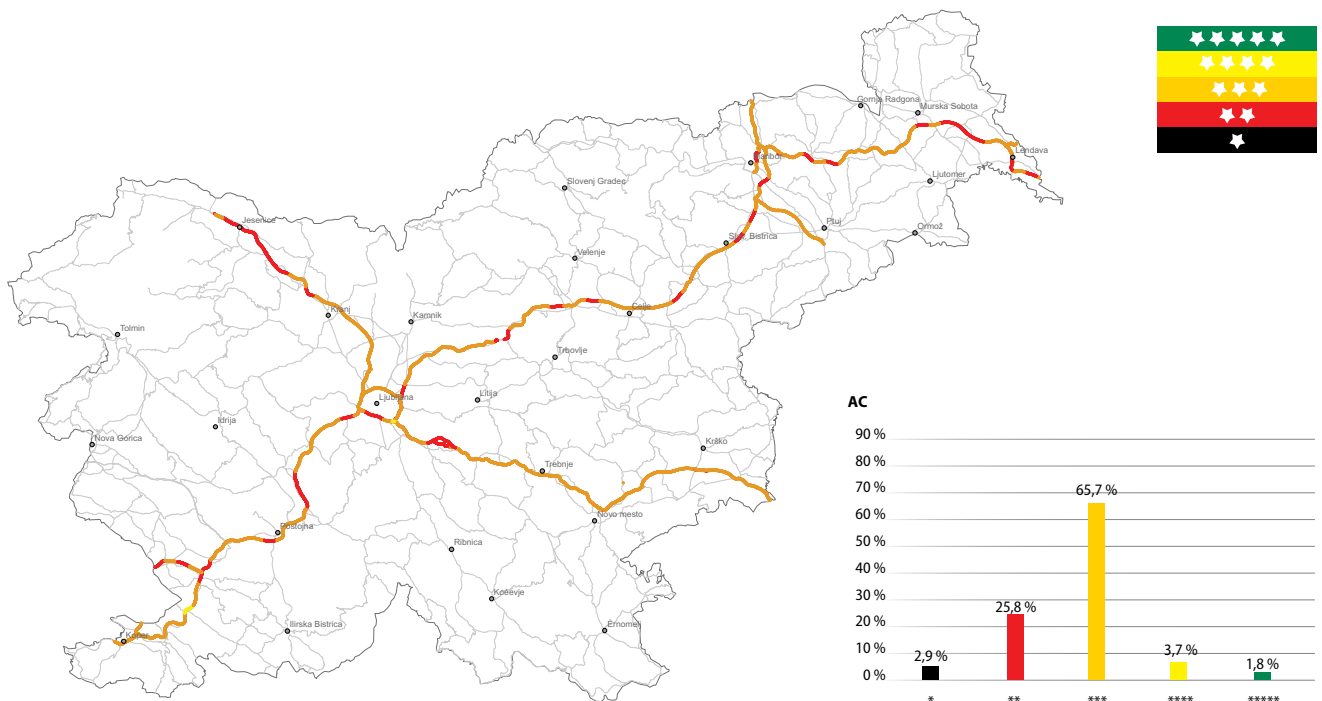 Gornja Radgona
Murska Sobota
Lendava
Maribor
Slovenj Gradec
Ljutomer
Jesenice
Ptuj
Ormož
Slov. Bistrica
Velenje
Tolmin
Kranj
Kamnik
Celje
Trbovlje
Ljubljana
Litija
Idrija
Nova Gorica
Krško
Trebnje
Postojna
Novo mesto
Ribnica
Kočevje
Koper
Ilirska Bistrica
Črnomelj
AC
90 %
80 %
70 %
60 %
50 %
40 %
30 %
20 %
10 %
0 %
2,9 %
25,8 %
65,7 %
3,7 %
1,8 %
*
**
***
****
*****